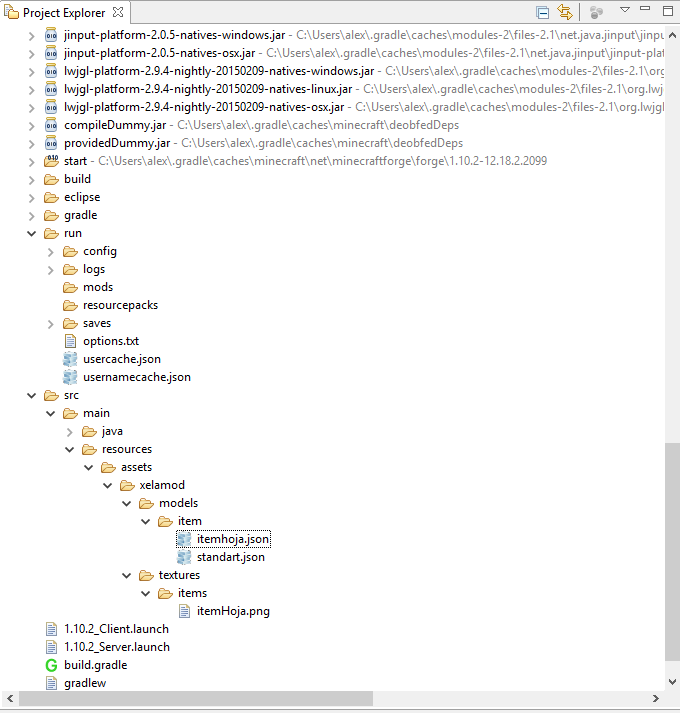 Project Explorer
jinput-platform-2.0.5-natives-windows.jar - C:\Users\alex\.gradle\caches\modules-2\files-2.1\net.java.jinput\jinpu
jinput-platform-2.0.5-natives-osx.jar - C:\Users\alex\.gradle\caches\modules-2\files-2.1\net.java.jinput\jinput-plat
lwjgl-platform-2.9.4-nightly-20150209-natives-windows.jar - C:\Users\alex\.gradle\caches\modules-2\files-2.1\org
lwjgl-platform-2.9.4-nightly-20150209-natives-linux.jar - C:\Users\alex\.gradle\caches\modules-2\files-2.1\org.lwj
lwjgl-platform-2.9.4-nightly-20150209-natives-osx.jar - C:\Users\alex\.gradle\caches\modules-2\files-2.1\org.lwjg
compileDummy.jar - C:\Users\alex\.gradle\caches\minecraft\deobfedDeps
providedDummy.jar - C:\Users\alex\.gradle\caches\minecraft\deobfedDeps
start - C:\Users\alex\.gradle\caches\minecraft\net\minecraftforge\forge\1.10.2-12.18.2.2099
build
eclipse
gradle
run
config
logs
mods
resourcepacks
saves
options.txt
usercache.json
usernamecache.json
src
main
java
resources
assets
xelamod
models
item
itemhoja.json
standart.json
textures
items
itemHoja.png
1.10.2_Client.launch
1.10.2_Server.launch
build.gradle
gradlew